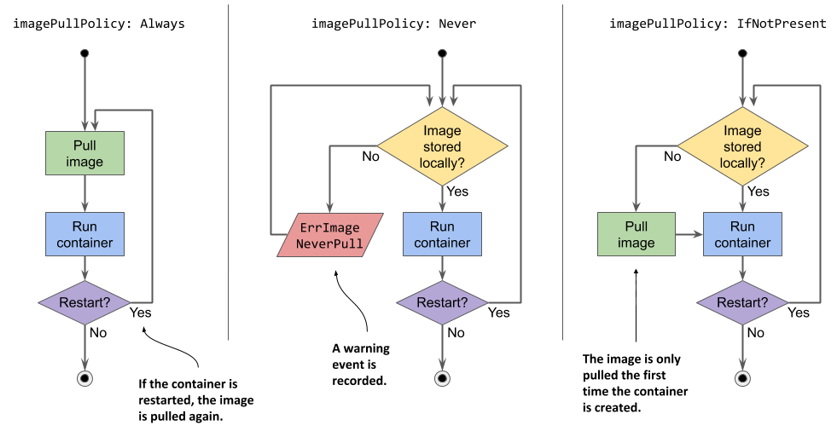 imagePullPolicy: Always
Pull
image
Run
container
Restart?
Yes
No
If the container is
restarted, the image
is pulled again.
imagePullPolicy: Never
Image
stored
locally?
No
Yes
ErrImage
NeverPull
Run
container
Restart?
Yes
No
A warning
event is
recorded.
imagePullPolicy: IfNotPresent
Image
stored
locally?
No
Yes
Pull
image
Run
container
Restart?
Yes
No
The image is only
pulled the first
time the container
is created.